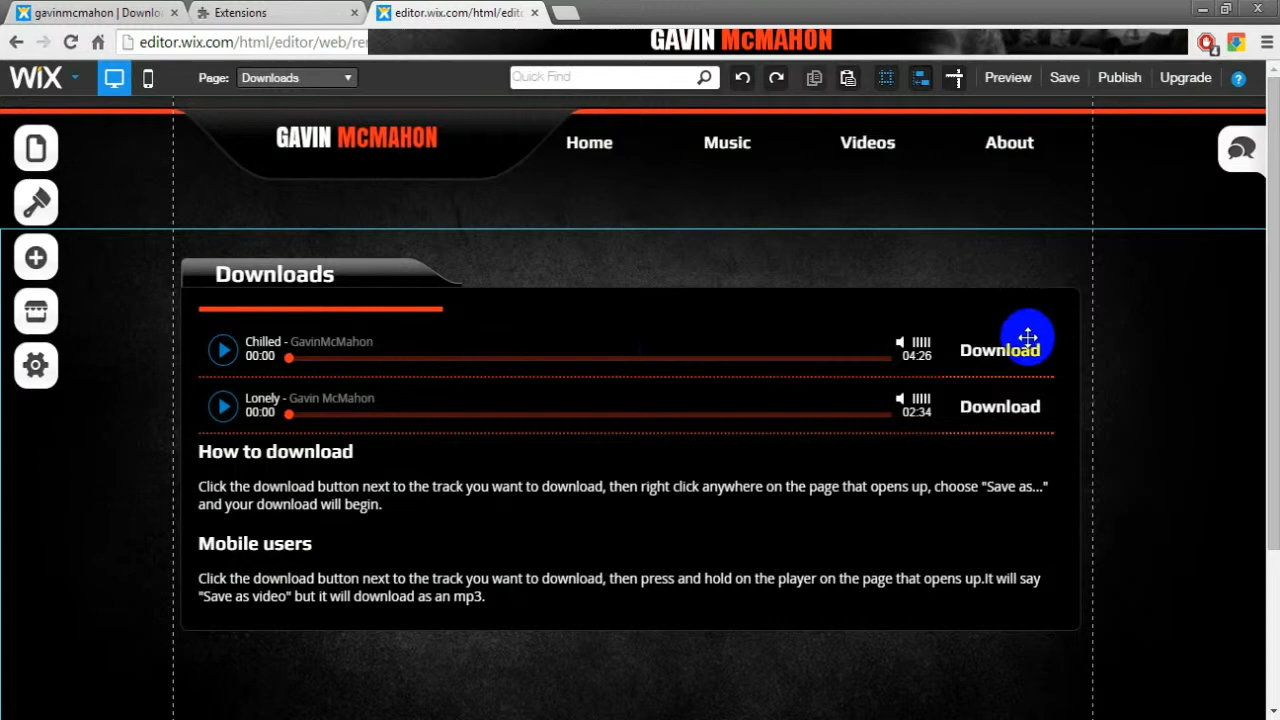 gavinmcmahon | Downlo
Extensions
editor.wix.com/html/edit
editor.wix.com/html/editor/web/re
GAVIN MCMAHON
WiX
Page:
Downloads
Quick Find
Preview
Save
Publish
Upgrade
?
GAVIN MCMAHON
Home
Music
Videos
About
Downloads
Chilled - GavinMcMahon
00:00
04:26
Download
Lonely - Gavin McMahon
00:00
02:34
Download
How to download
Click the download button next to the track you want to download, then right click anywhere on the page that opens up, choose "Save as..."
and your download will begin.
Mobile users
Click the download button next to the track you want to download, then press and hold on the player on the page that opens up.It will say
"Save as video" but it will download as an mp3.